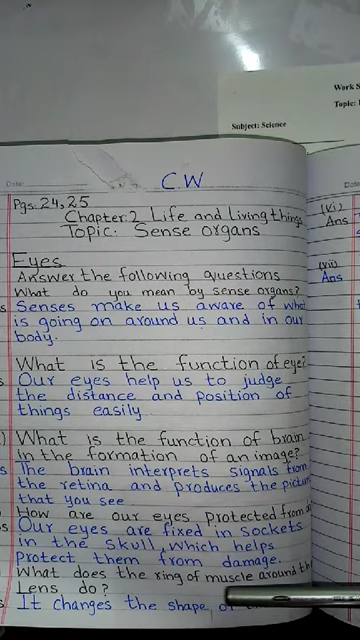 Work S
Topic:
Subject: Science
Date:
CW
Pgs. 24,25
Chapter:2 Life and Living things
Topic: Sense organs
Eyes
Answer the following questions
What do you mean by sense organs?
Senses make us aware of what
is going on around us and in our
body.
What is the function of eye?
Our eyes help us to judge
the distance and position of
things easily
What is the function of brain
in the formation of an image?
The brain interprets signals from
the retina and produces the picture
that you see
How are our eyes protected from
Our eyes are fixed in sockets
in the skull, which helps
protect them from damage.
What does the ring of muscle around the
Lens do?
It changes the shape of
(vi)
Ans
(vii)
Ans